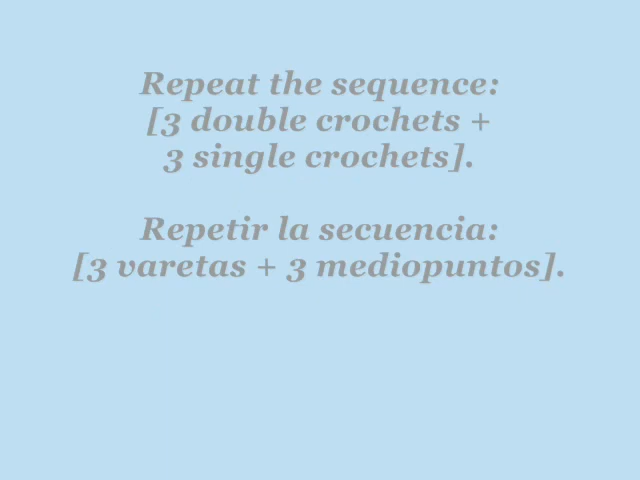 Repeat the sequence:
[3 double crochets +
3 single crochets].
Repetir la secuencia:
[3 varetas + 3 mediopuntos].